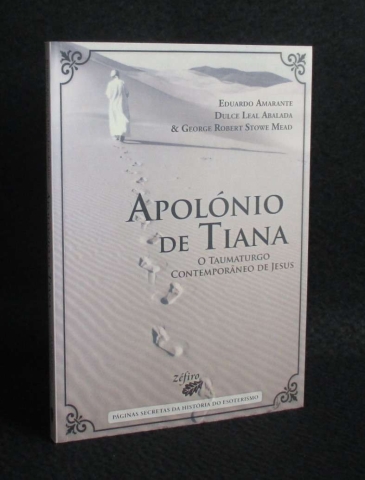 Eduardo Amarante
Dulce Leal Abalada
& George Robert Stowe Mead
Apolónio
de Tiana
O Taumaturgo
Contemporâneo de Jesus
zéfiro
PÁGINAS SECRETAS DA HISTÓRIA DO ESOTERISMO